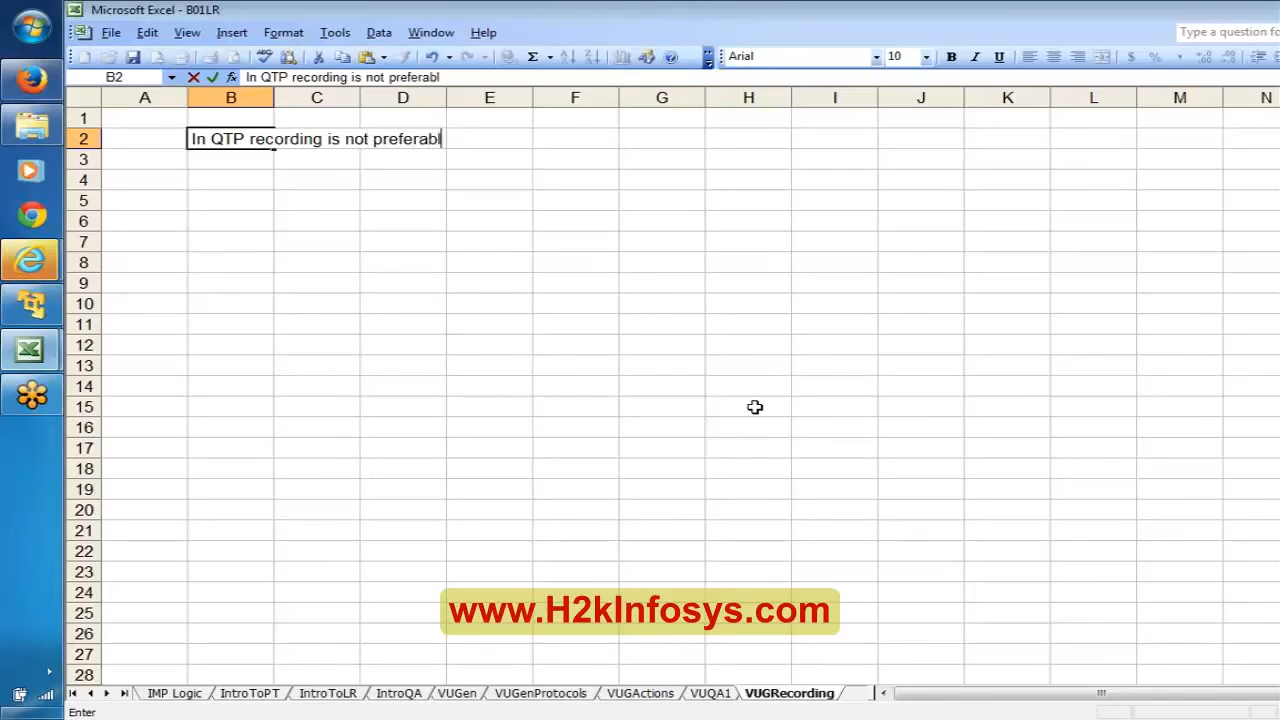 Microsoft Excel - B01LR
File Edit View Insert Format Tools Data Window Help
Type a question fo
Arial 10 B I U $ % ,
B2 fx In QTP recording is not preferabl
A B C D E F G H I J K L M N
1
2 In QTP recording is not preferabl
3
4
5
6
7
8
9
10
11
12
13
14
15
16
17
18
19
20
21
22
23
24
www.H2kInfosys.com
25
26
27
28
IMP Logic IntroToPT IntroToLR IntroQA VUGen VUGenProtocols VUGActions VUQA1 VUGRecording
Enter